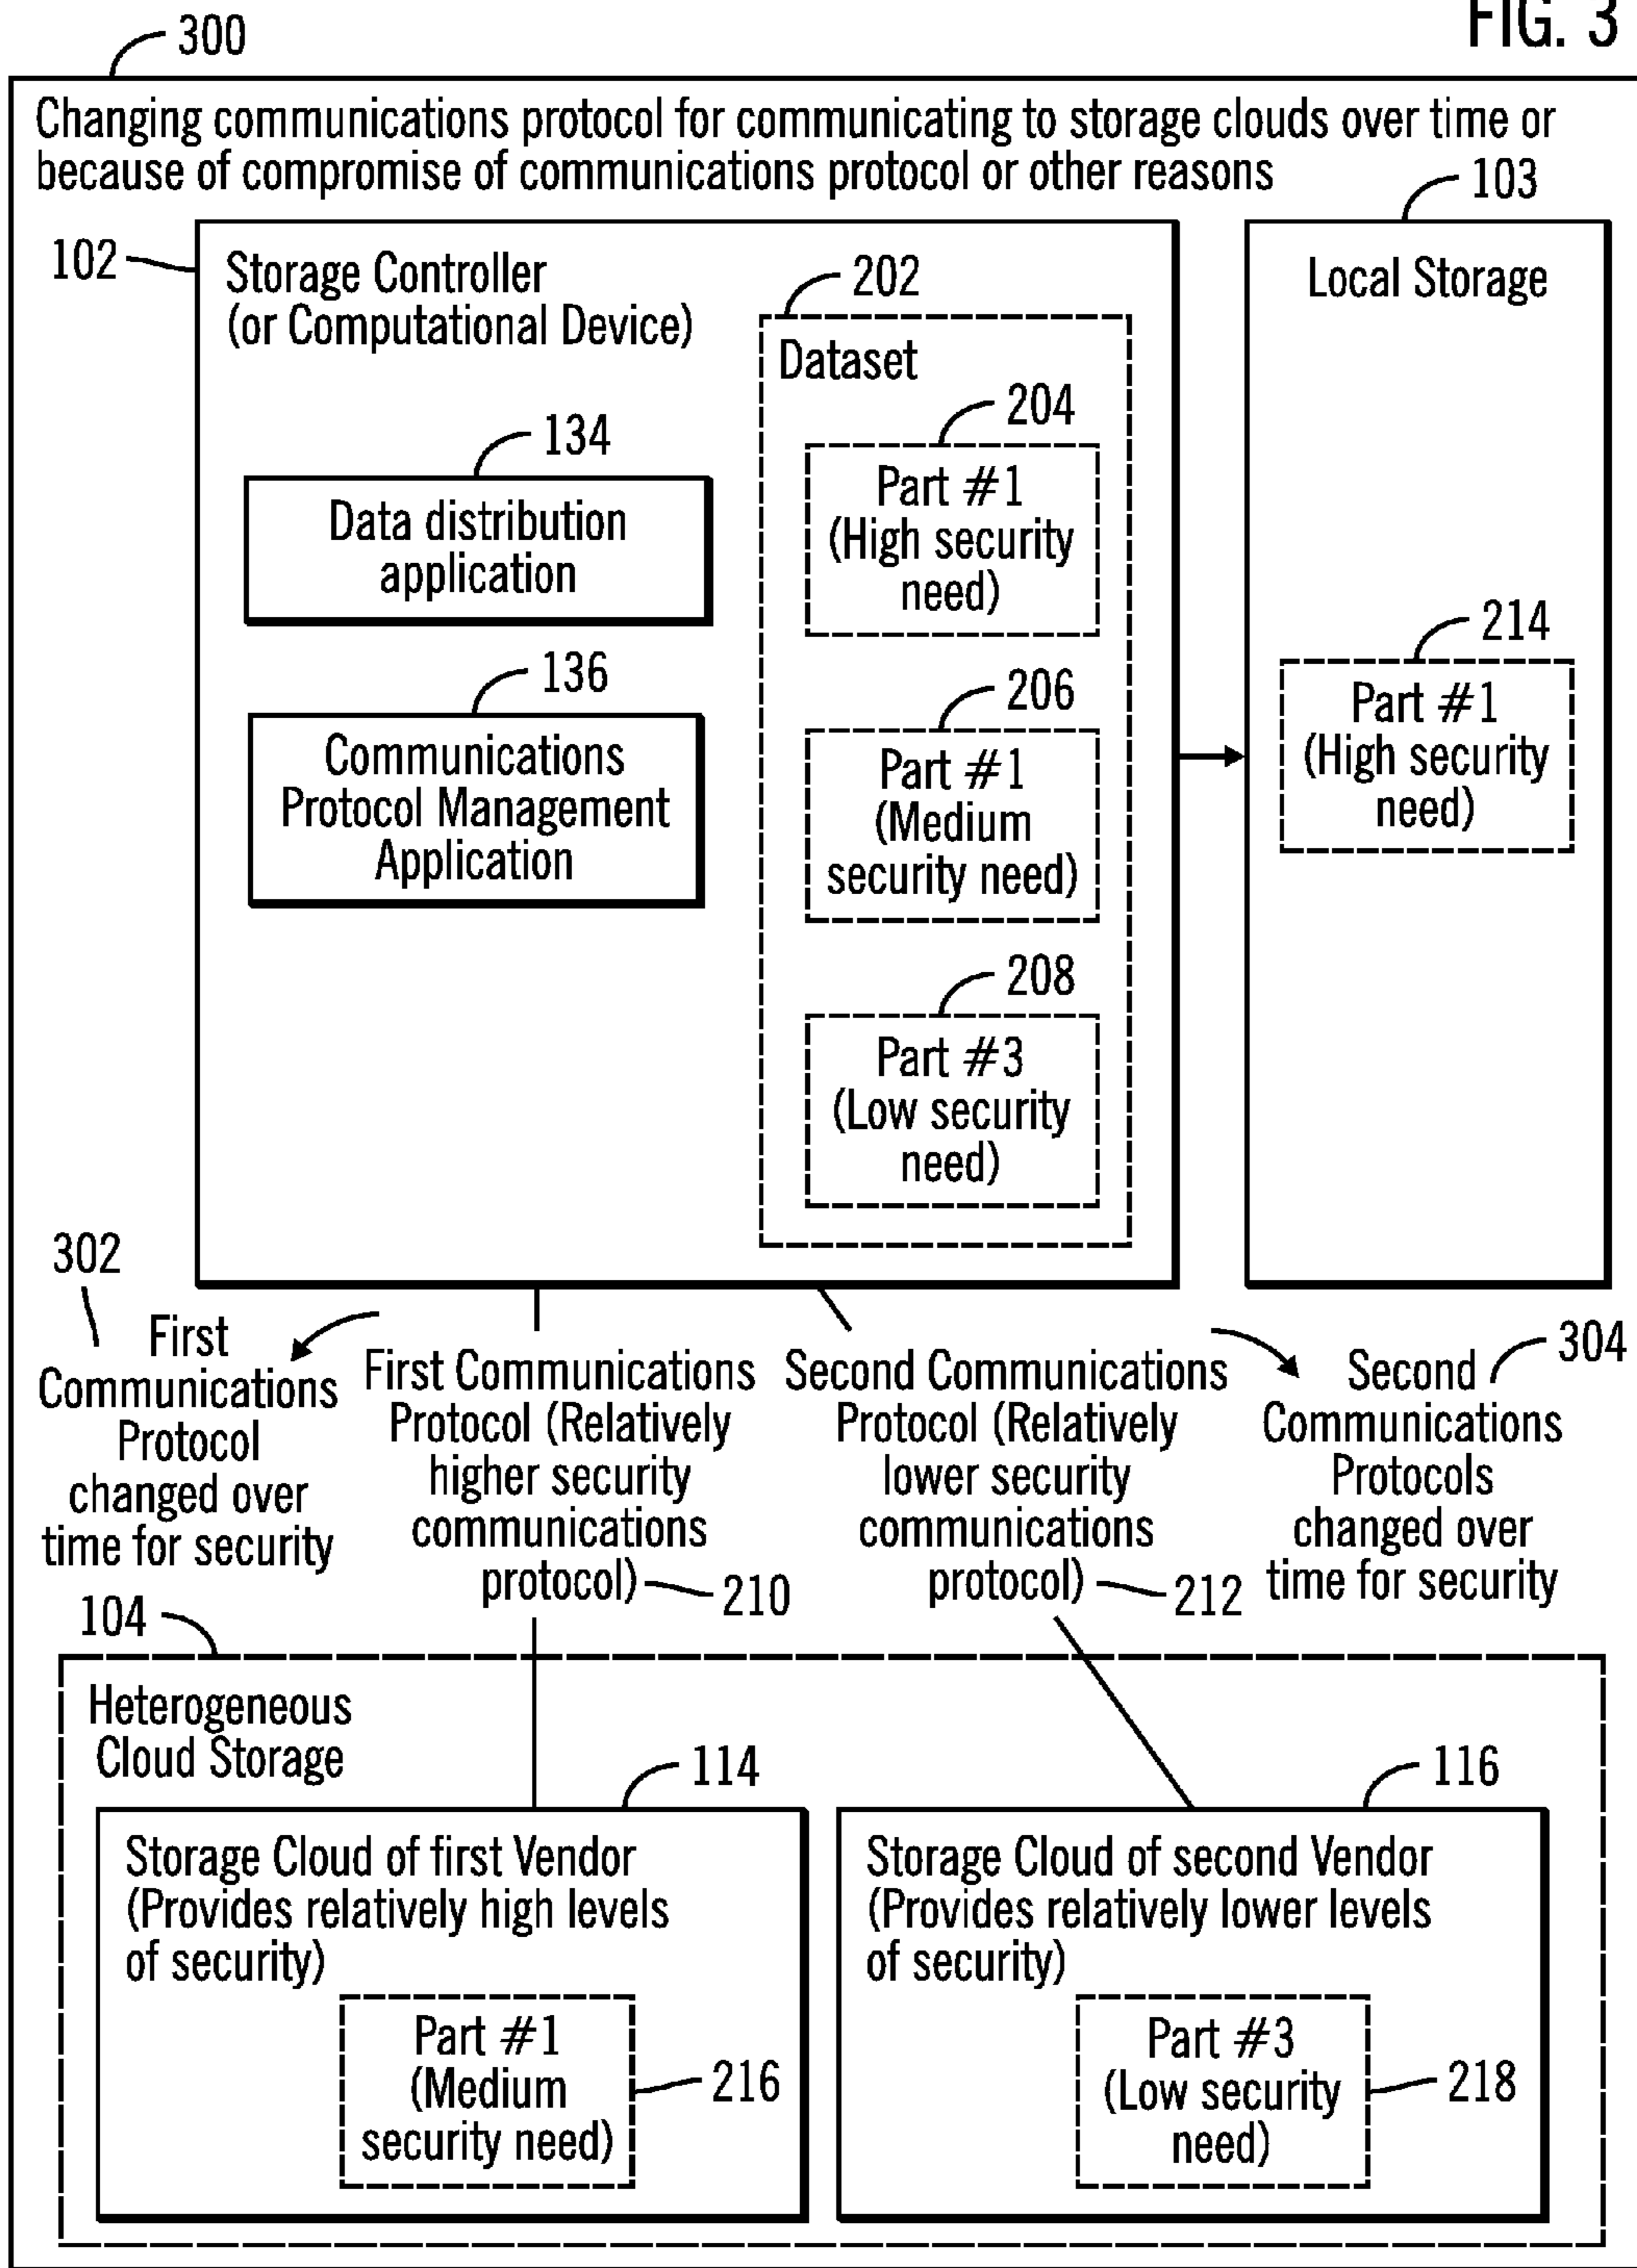 FIG. 3
300
Changing communications protocol for communicating to storage clouds over time or
because of compromise of communications protocol or other reasons
103
102
Storage Controller
(or Computational Device)
202
Dataset
Local Storage
134
Data distribution
application
204
Part #1
(High security
need)
136
Communications
Protocol Management
Application
206
Part #1
(Medium
security need)
214
Part #1
(High security
need)
208
Part #3
(Low security
need)
302
First
Communications
Protocol
changed over
time for security
First Communications
Protocol (Relatively
higher security
communications
protocol)
210
Second Communications
Protocol (Relatively
lower security
communications
protocol)
212
304
Second
Communications
Protocols
changed over
time for security
104
Heterogeneous
Cloud Storage
114
Storage Cloud of first Vendor
(Provides relatively high levels
of security)
Part #1
(Medium
security need)
216
116
Storage Cloud of second Vendor
(Provides relatively lower levels
of security)
Part #3
(Low security
need)
218